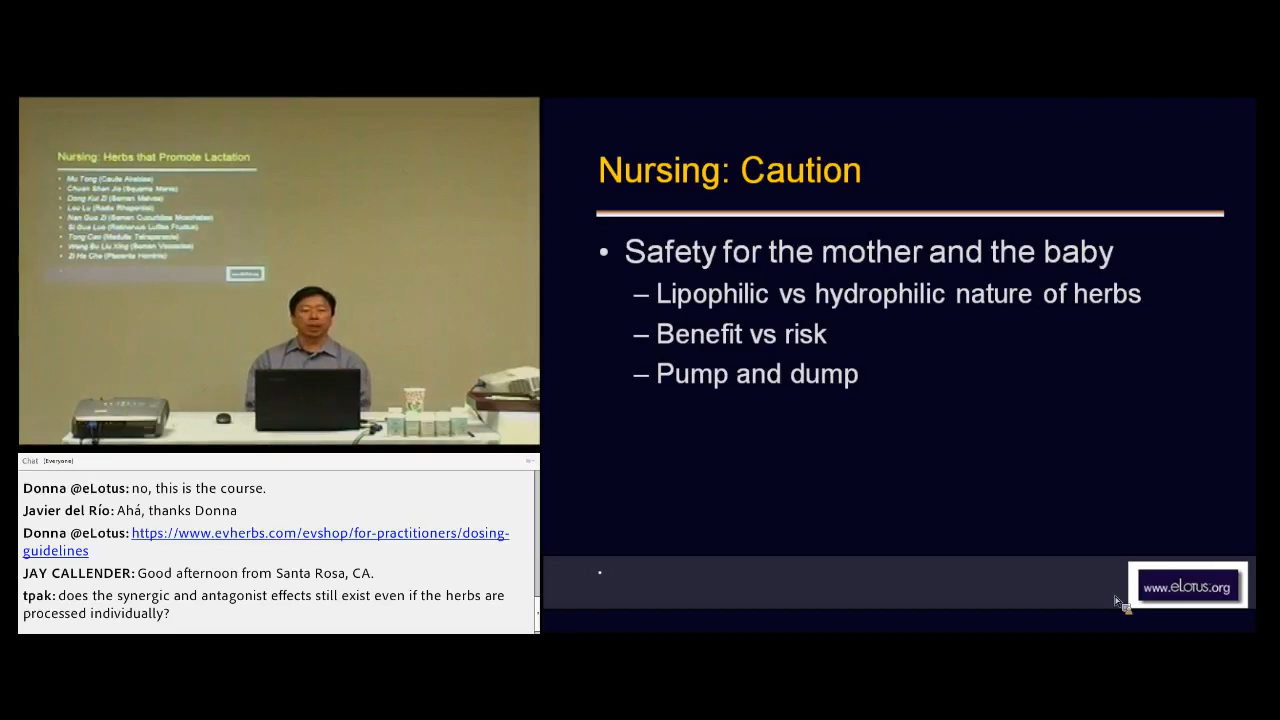 Nursing: Herbs that Promote Lactation
• Mu Tong (Caulis Akebiae)
• Chuan Shan Jia (Squama Manis)
• Dong Kui Zi (Semen Malvae)
• Lou Lu (Radix Rhapontici)
• Nan Gua Zi (Semen Cucurbitae Moschatae)
• Si Gua Luo (Retinervus Luffae Fructus)
• Tong Cao (Medulla Tetrapanacis)
• Wang Bu Liu Xing (Semen Vaccariae)
• Zi He Che (Placenta Hominis)
Nursing: Caution
• Safety for the mother and the baby
– Lipophilic vs hydrophilic nature of herbs
– Benefit vs risk
– Pump and dump
www.eLotus.org
Chat (Everyone)
Donna @eLotus: no, this is the course.
Javier del Río: Ahá, thanks Donna
Donna @eLotus: https://www.evherbs.com/evshop/for-practitioners/dosing-
guidelines
JAY CALLENDER: Good afternoon from Santa Rosa, CA.
tpak: does the synergic and antagonist effects still exist even if the herbs are
processed individually?